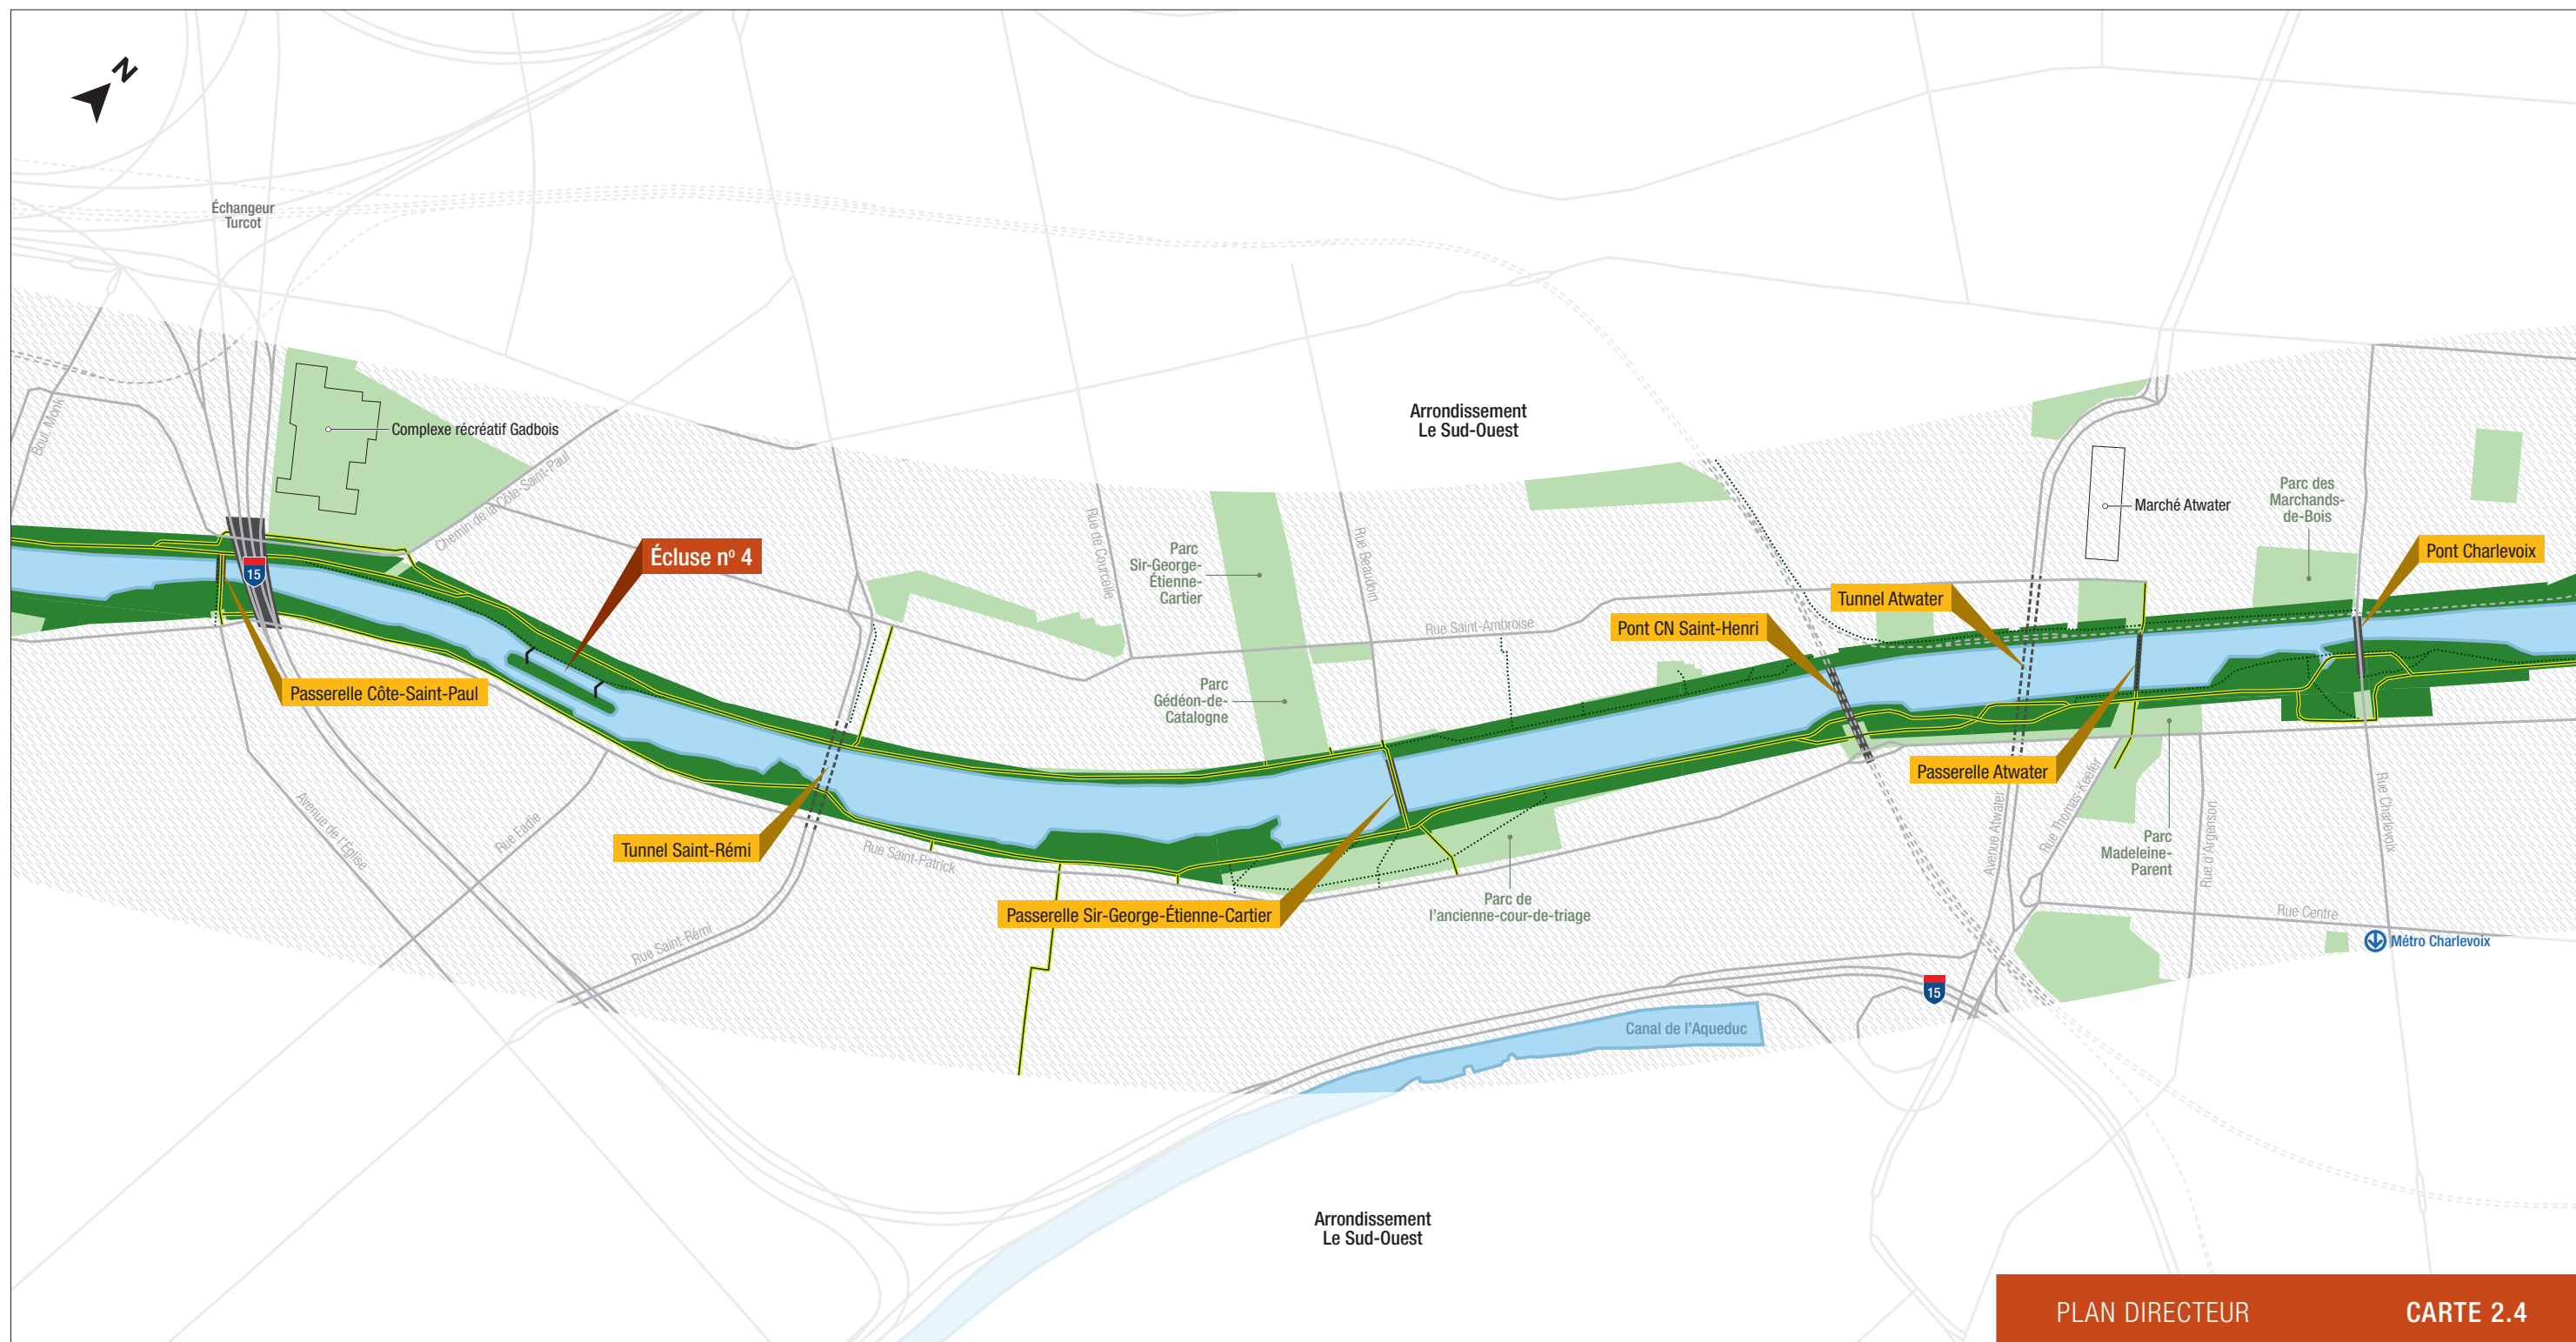 N
Échangeur
Turcot
Boul. Monk
Complexe récréatif Gadbois
Chemin de la Côte-Saint-Paul
15
Écluse nº 4
Passerelle Côte-Saint-Paul
Avenue de l'Église
Rue Eadie
Tunnel Saint-Rémi
Rue Saint-Rémi
Rue Saint-Patrick
Rue de Courcelle
Parc
Sir-George-
Étienne-
Cartier
Parc
Gédéon-de-
Catalogne
Rue Beaudoin
Arrondissement
Le Sud-Ouest
Rue Saint-Ambroise
Passerelle Sir-George-Étienne-Cartier
Parc de
l'ancienne-cour-de-triage
Pont CN Saint-Henri
Tunnel Atwater
Passerelle Atwater
Marché Atwater
Parc des
Marchands-
de-Bois
Pont Charlevoix
Avenue Atwater
Rue Thomas-Keefer
Parc
Madeleine-
Parent
Rue d'Argenson
Rue Charlevoix
Rue Centre
Métro Charlevoix
15
Canal de l'Aqueduc
Arrondissement
Le Sud-Ouest
PLAN DIRECTEUR
CARTE 2.4